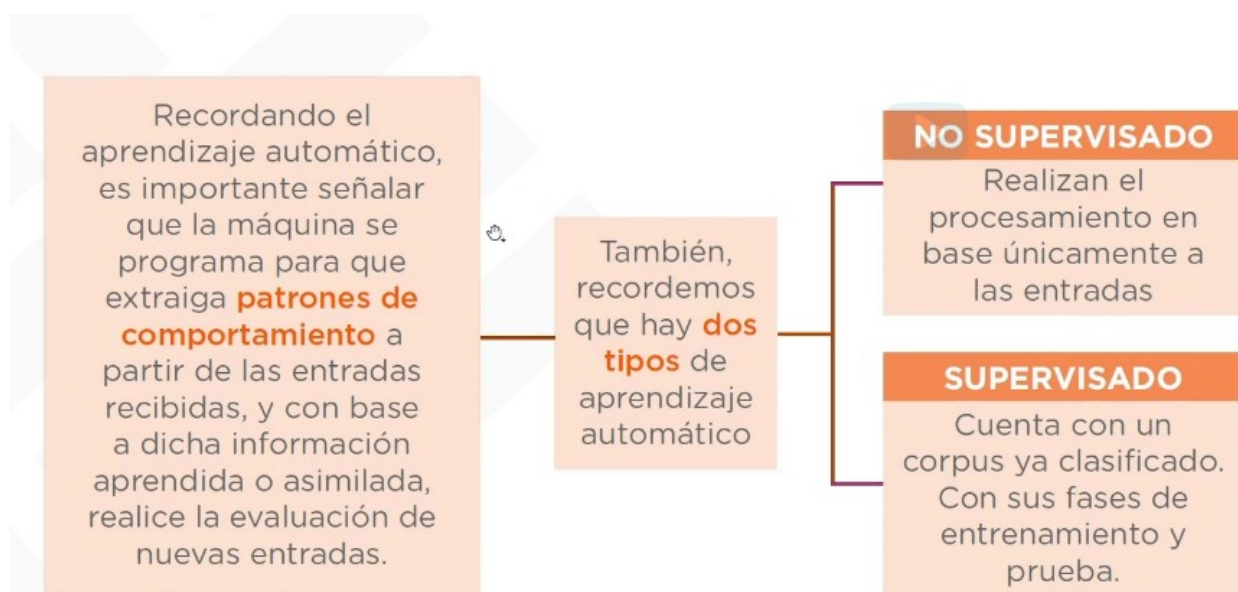 Recordando el
aprendizaje automático,
es importante señalar
que la máquina se
programa para que
extraiga patrones de
comportamiento a
partir de las entradas
recibidas, y con base
a dicha información
aprendida o asimilada,
realice la evaluación de
nuevas entradas.
También,
recordemos
que hay dos
tipos de
aprendizaje
automático
NO SUPERVISADO
Realizan el
procesamiento en
base únicamente a
las entradas
SUPERVISADO
Cuenta con un
corpus ya clasificado.
Con sus fases de
entrenamiento y
prueba.